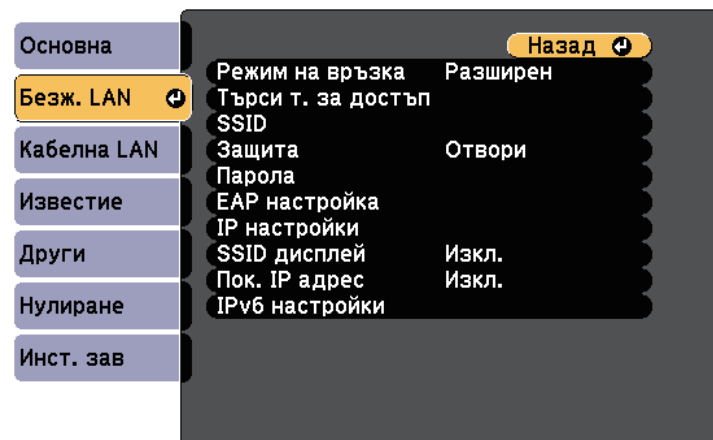 Основна
Безж. LAN
Кабелна LAN
Известие
Други
Нулиране
Инст. зав
Назад
Режим на връзка Разширен
Търси т. за достъп
SSID
Защита Отвори
Парола
EAP настройка
IP настройки
SSID дисплей Изкл.
Пок. IP адрес Изкл.
IPv6 настройки